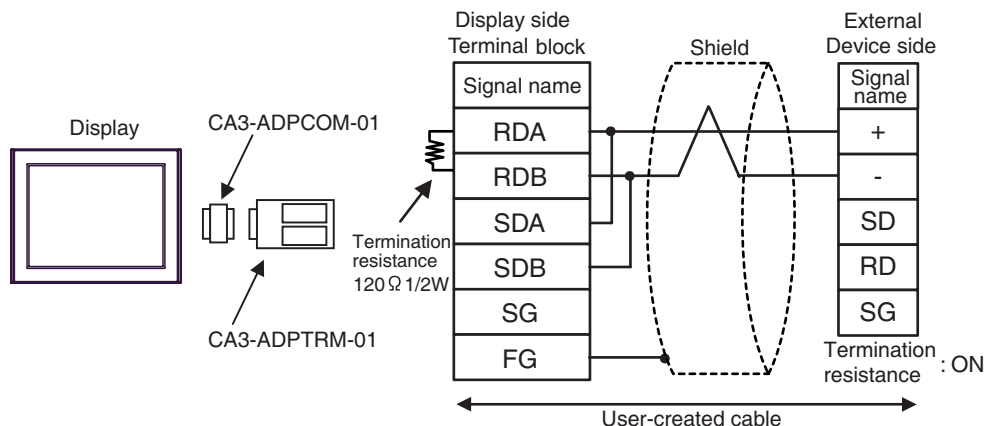 Display side
Terminal block
External
Device side
Shield
Signal name
Signal
name
Display
CA3-ADPCOM-01
RDA
+
RDB
-
SDA
SD
Termination
resistance
120Ω 1/2W
SDB
RD
SG
SG
CA3-ADPTRM-01
FG
Termination
resistance : ON
User-created cable